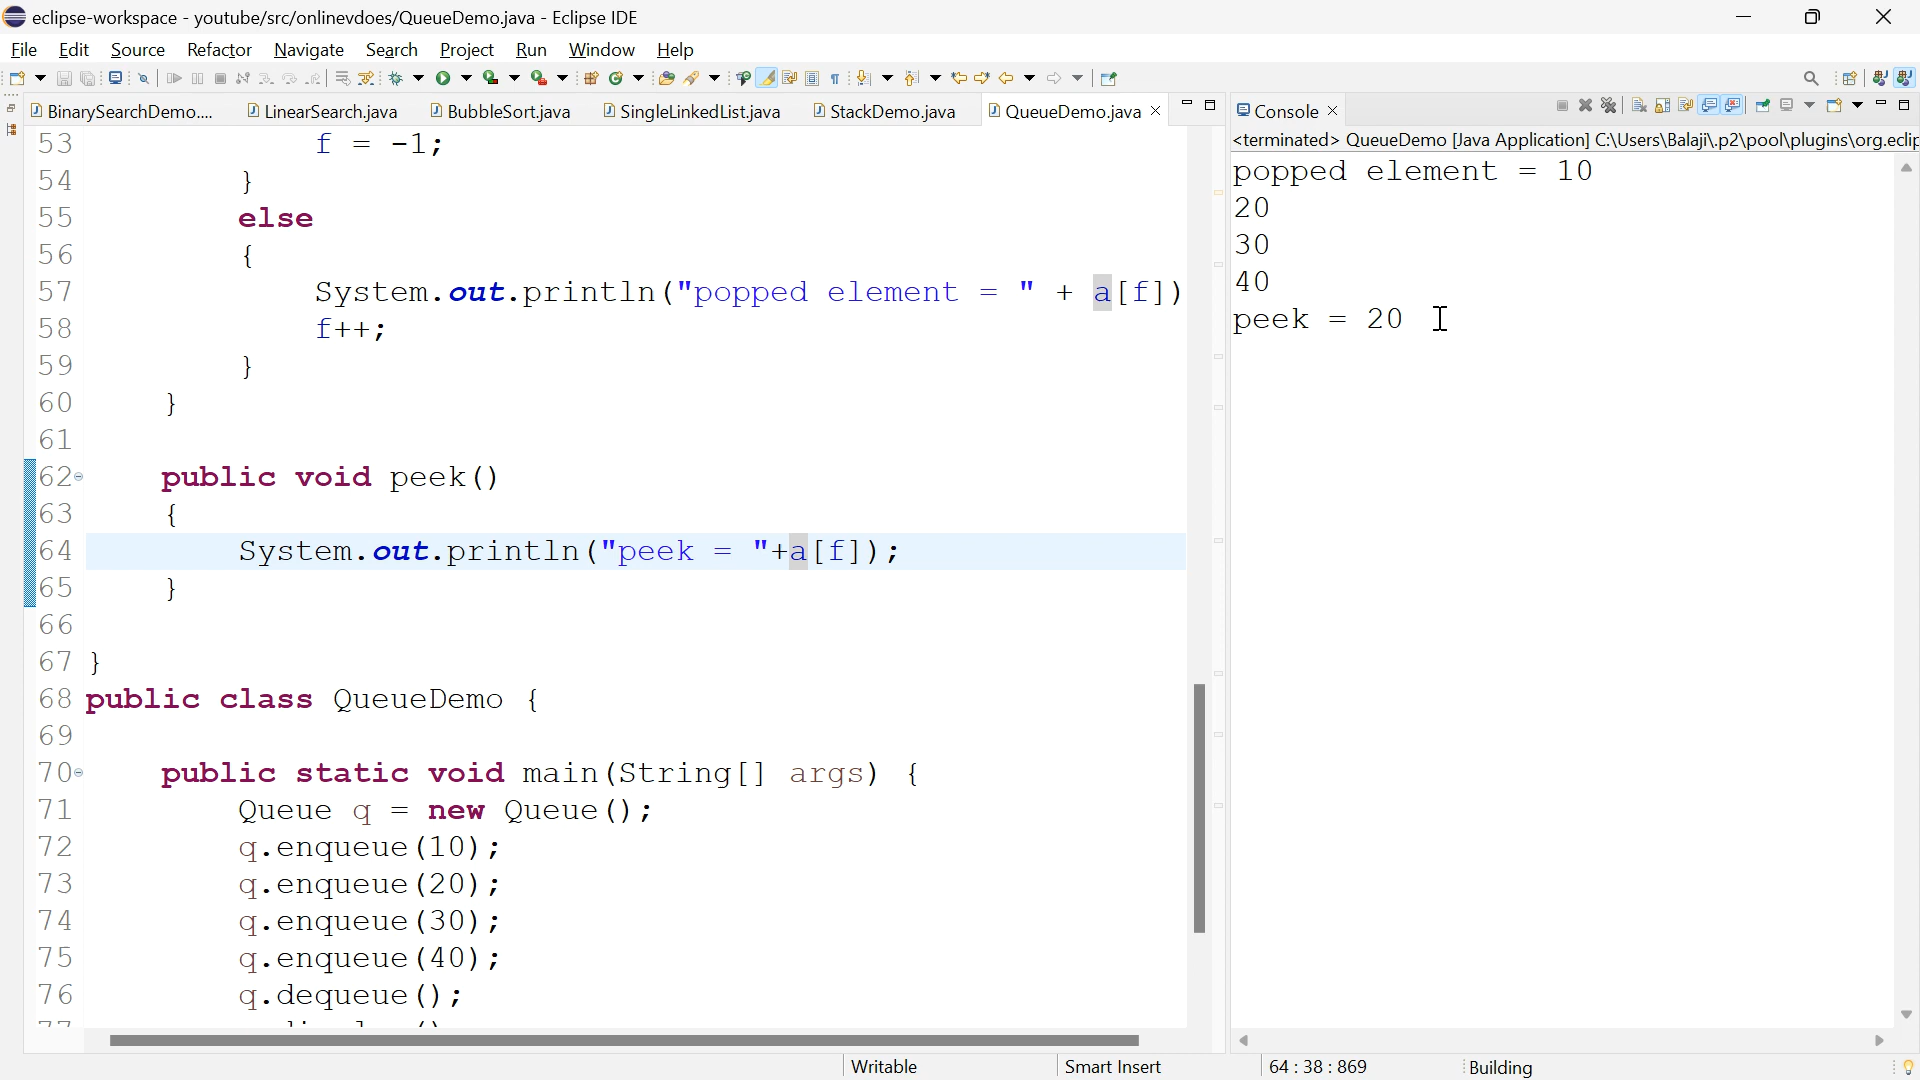 eclipse-workspace - youtube/src/onlinevdoes/QueueDemo.java - Eclipse IDE
File Edit Source Refactor Navigate Search Project Run Window Help
BinarySearchDemo.... LinearSearch.java BubbleSort.java SingleLinkedList.java StackDemo.java QueueDemo.java
53 f = -1;
54 }
55 else
56 {
57 System.out.println("popped element = " + a[f])
58 f++;
59 }
60 }
61
62 public void peek()
63 {
64 System.out.println("peek = "+a[f]);
65 }
66
67 }
68 public class QueueDemo {
69
70 public static void main(String[] args) {
71 Queue q = new Queue();
72 q.enqueue(10);
73 q.enqueue(20);
74 q.enqueue(30);
75 q.enqueue(40);
76 q.dequeue();
Console
<terminated> QueueDemo [Java Application] C:\Users\Balaji\.p2\pool\plugins\org.eclip
popped element = 10
20
30
40
peek = 20
Writable Smart Insert 64 : 38 : 869 Building